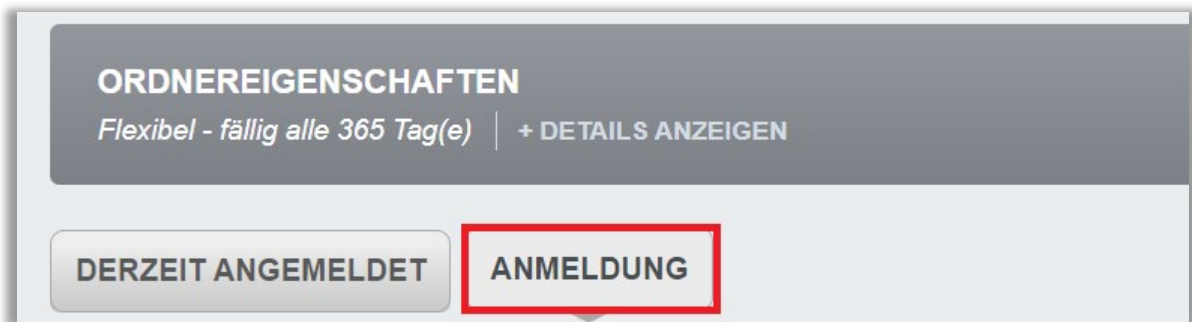 ORDNEREIGENSCHAFTEN
Flexibel - fällig alle 365 Tag(e) + DETAILS ANZEIGEN
DERZEIT ANGEMELDET ANMELDUNG